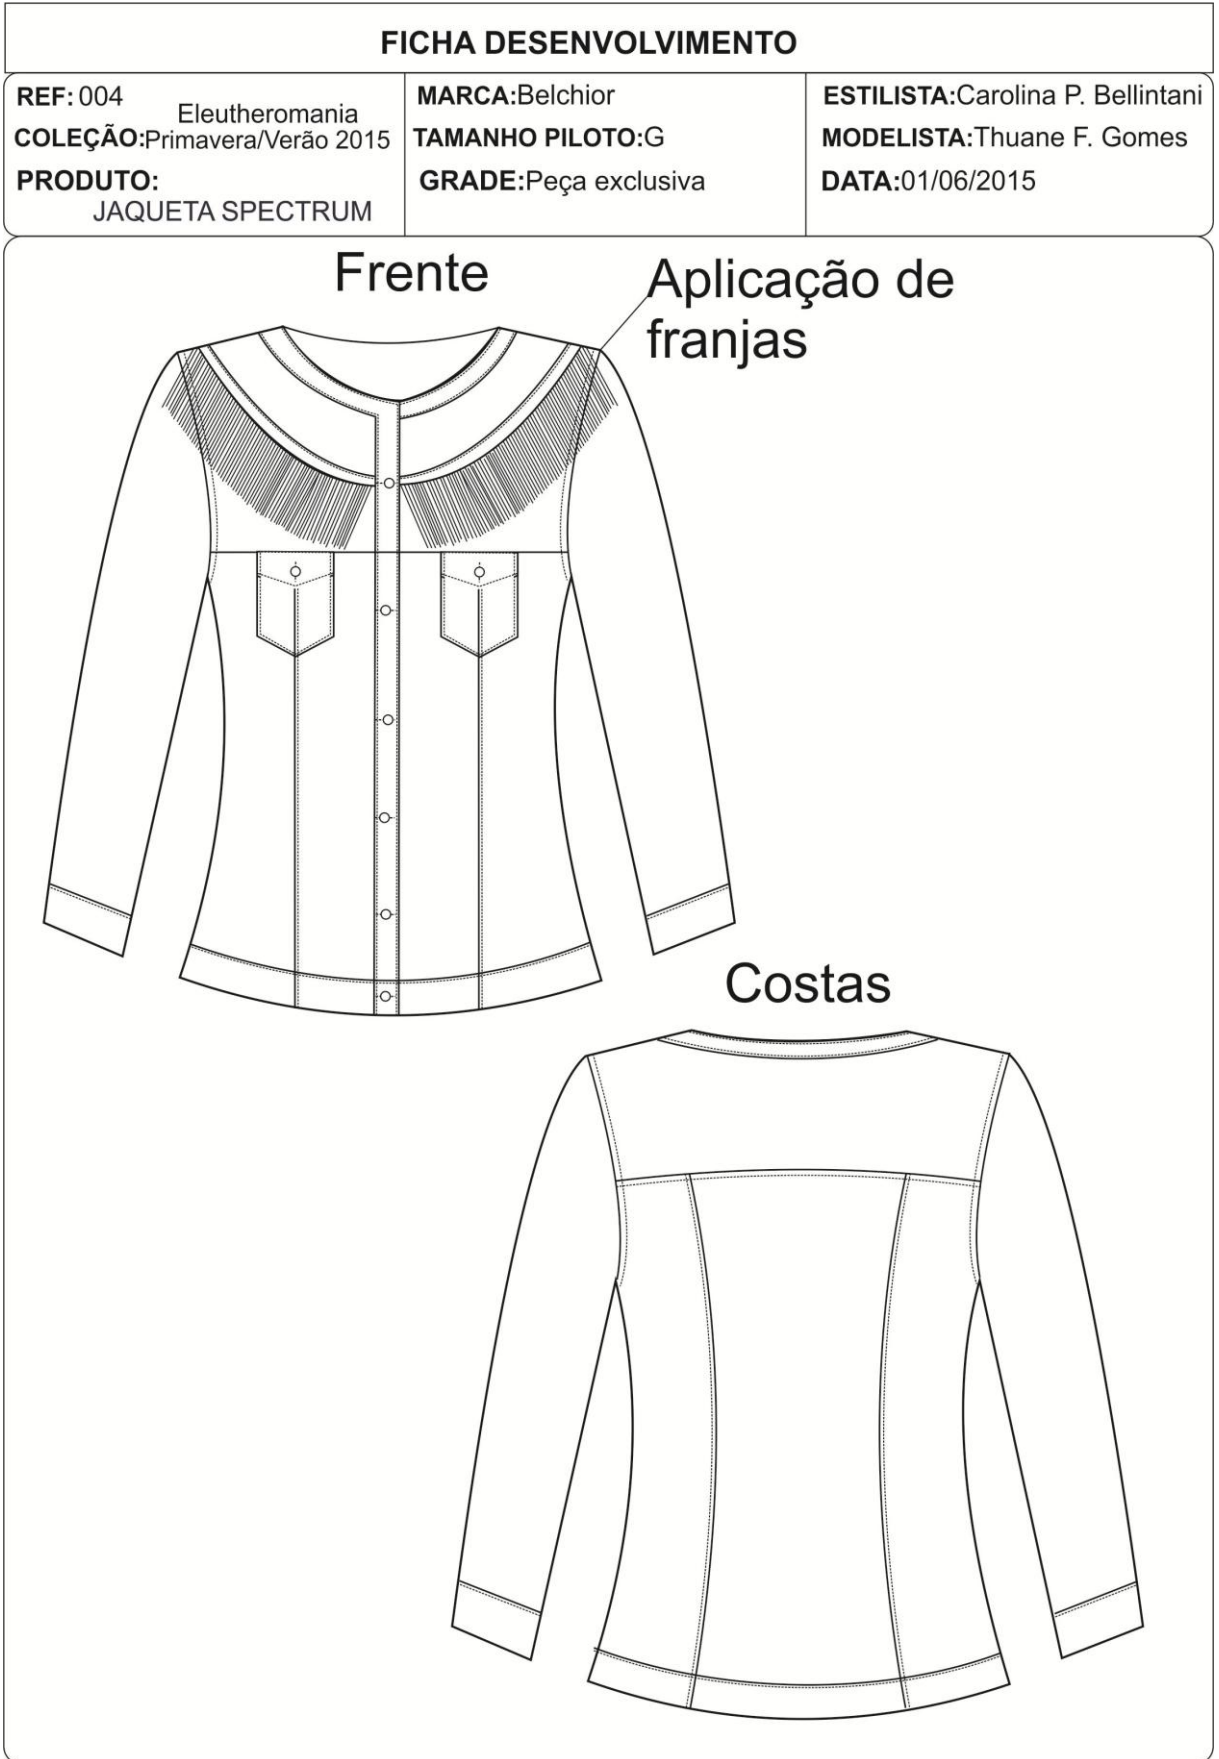 FICHA DESENVOLVIMENTO
REF: 004
Eleutheromania
COLEÇÃO:Primavera/Verão 2015
PRODUTO:
JAQUETA SPECTRUM
MARCA:Belchior
TAMANHO PILOTO:G
GRADE:Peça exclusiva
ESTILISTA:Carolina P. Bellintani
MODELISTA:Thuane F. Gomes
DATA:01/06/2015
Frente
Aplicação de
franjas
Costas